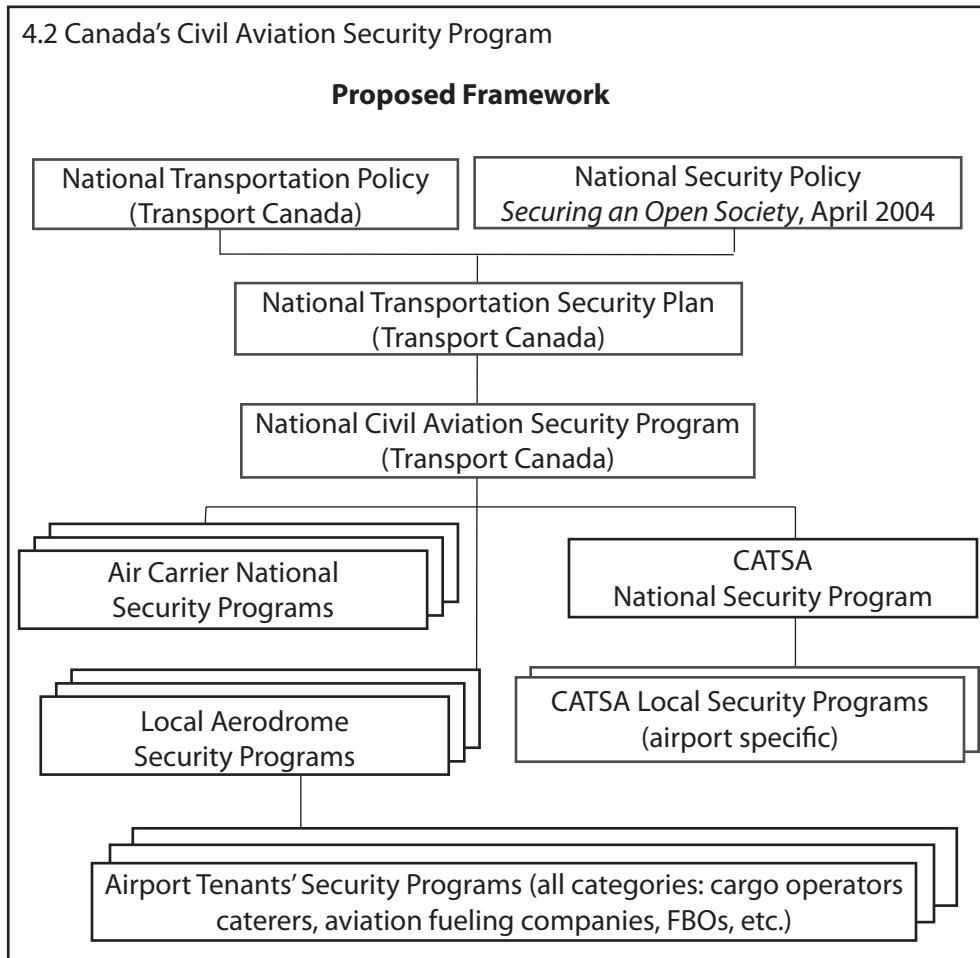 4.2 Canada’s Civil Aviation Security Program
Proposed Framework
National Transportation Policy
(Transport Canada)
National Security Policy
Securing an Open Society, April 2004
National Transportation Security Plan
(Transport Canada)
National Civil Aviation Security Program
(Transport Canada)
Air Carrier National
Security Programs
CATSA
National Security Program
Local Aerodrome
Security Programs
CATSA Local Security Programs
(airport specific)
Airport Tenants’ Security Programs (all categories: cargo operators
caterers, aviation fueling companies, FBOs, etc.)